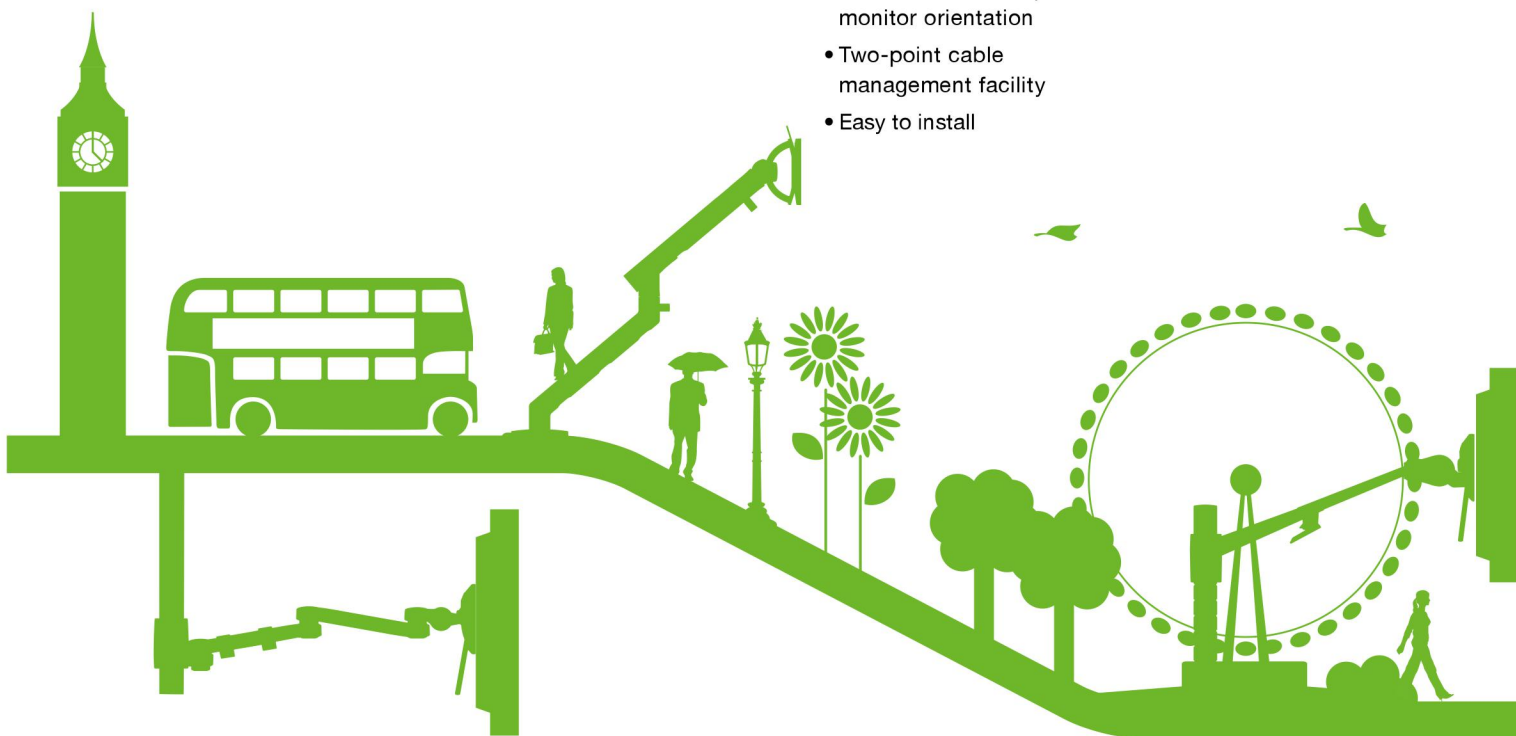 monitor orientation
• Two-point cable
management facility
• Easy to install